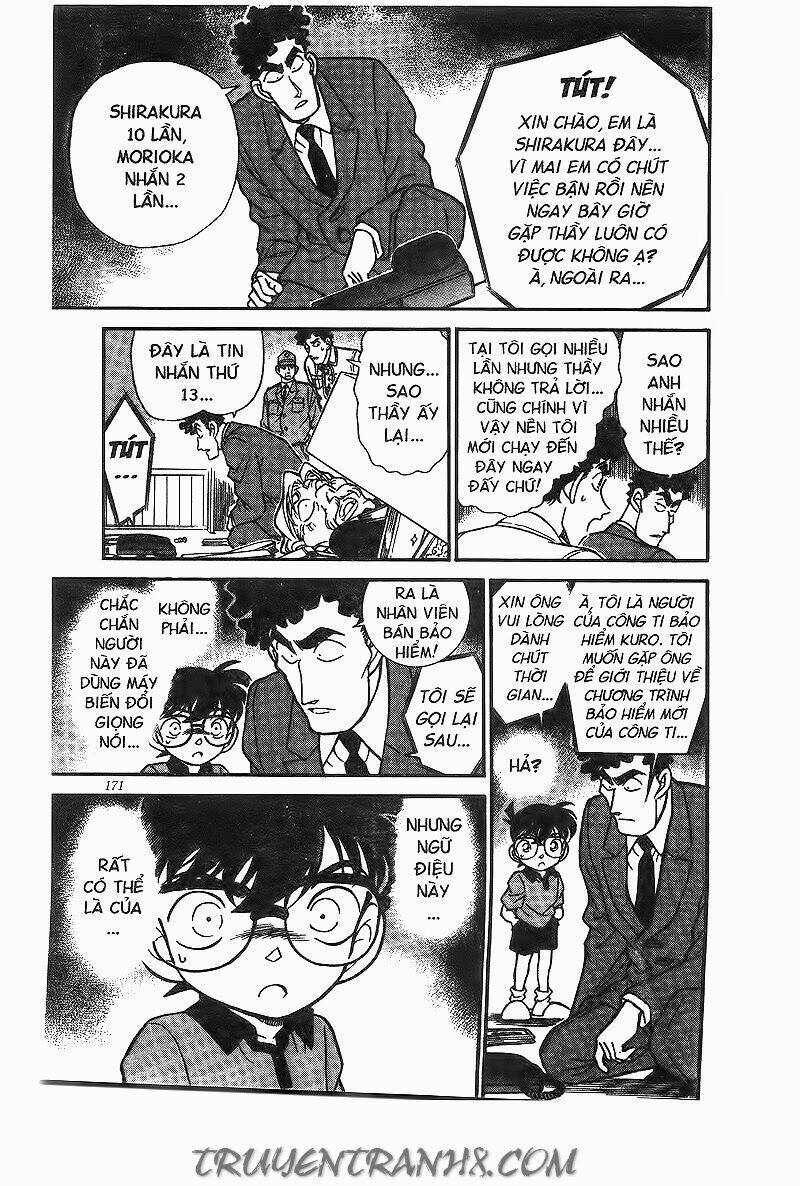 TÚT!
XIN CHÀO, EM LÀ
SHIRAKURA
ĐÂY...
VÌ MAI EM CÓ CHÚT
VIỆC BẬN RỒI NÊN
NGAY BÂY GIỜ
GẶP THẦY LUÔN CÓ
ĐƯỢC KHÔNG Ạ?
À, NGOÀI RA...
SHIRAKURA
10 LẦN,
MORIOKA
NHẮN 2
LẦN...
SAO
ANH
NHẮN
NHIỀU
THẾ?
TẠI TÔI GỌI NHIỀU
LẦN NHƯNG THẦY
KHÔNG TRẢ LỜI...
CŨNG CHÍNH VÌ
VẬY NÊN TÔI
MỚI CHẠY ĐẾN
ĐÂY NGAY
ĐẤY CHỨ!
NHƯNG...
SAO
THẦY ẤY
LẠI...
ĐÂY LÀ TIN
NHẮN THỨ
13...
TÚT
...
À, TÔI LÀ NGƯỜI
CỦA CÔNG TI BẢO
HIỂM KURO. TÔI
MUỐN GẶP ÔNG
ĐỂ GIỚI THIỆU VỀ
CHƯƠNG TRÌNH
BẢO HIỂM MỚI
CỦA CÔNG TI...
XIN ÔNG
VUI LÒNG
DÀNH
CHÚT
THỜI
GIAN...
HẢ?
RA LÀ
NHÂN VIÊN
BÁN BẢO
HIỂM!
TÔI SẼ
GỌI LẠI
SAU...
KHÔNG
PHẢI...
CHẮC
CHẮN
NGƯỜI
NÀY ĐÃ
DÙNG MÁY
BIẾN ĐỔI
GIỌNG
NÓI...
171
NHƯNG
NGỮ
ĐIỆU
NÀY
...
RẤT
CÓ THỂ
LÀ CỦA
...
TRUYENTRANH8.COM